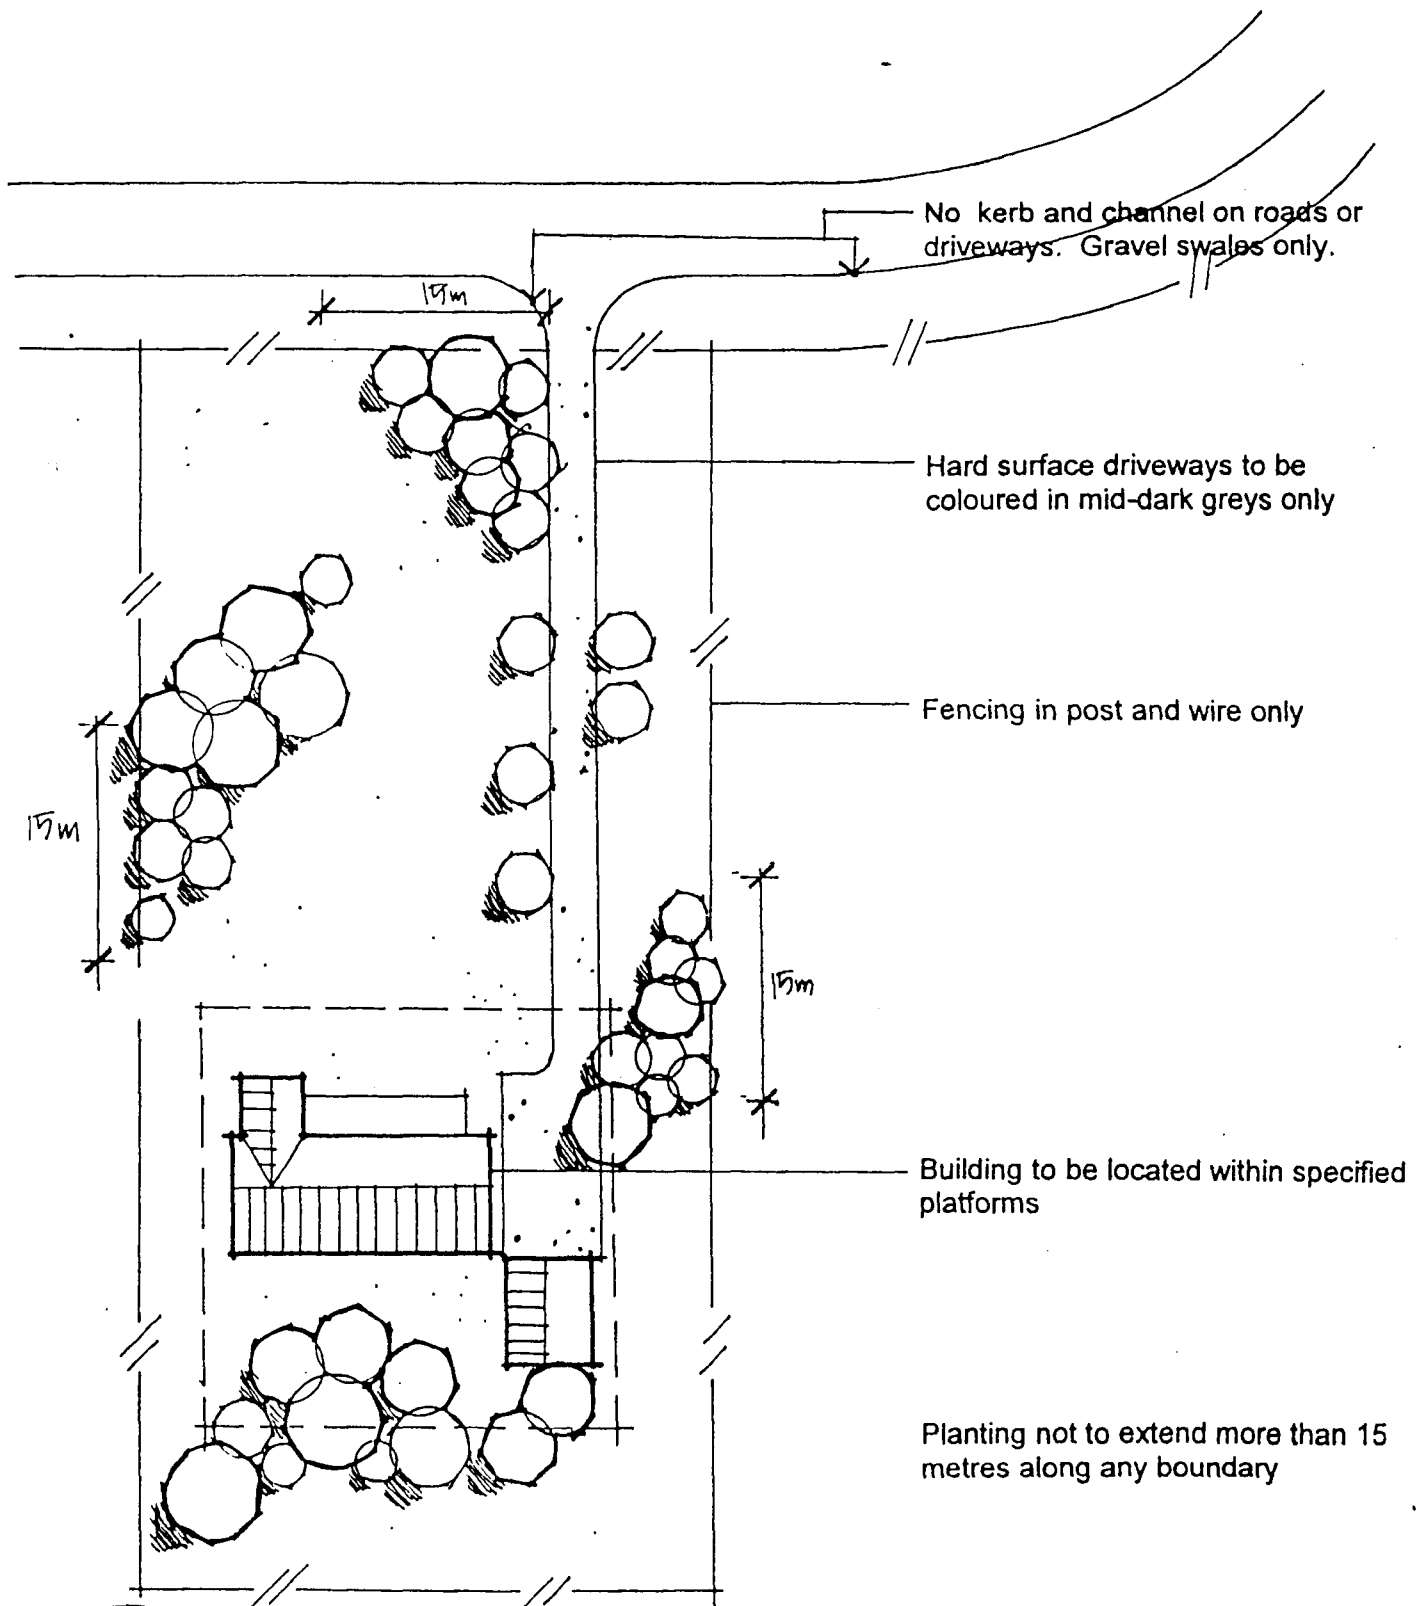 No kerb and channel on roads or
driveways. Gravel swales only.
15m
Hard surface driveways to be
coloured in mid-dark greys only
Fencing in post and wire only
15m
15m
Building to be located within specified
platforms
Planting not to extend more than 15
metres along any boundary